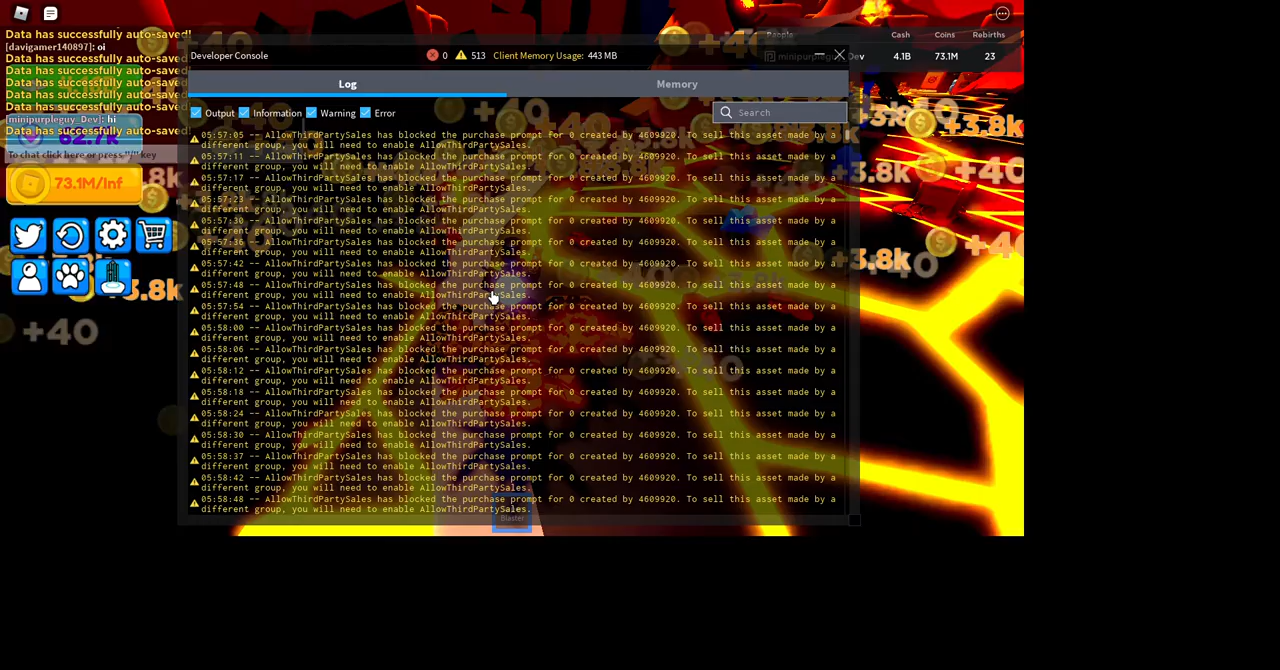 Data has successfully auto-saved!
[davigamer140897]: oi
Data has successfully auto-saved!
Data has successfully auto-saved!
Data has successfully auto-saved!
Data has successfully auto-saved!
Data has successfully auto-saved!
[minipurpleguy_Dev]: hi
Data has successfully auto-saved!
To chat click here or press "/" key
73.1M/Inf
Developer Console
0
513
Client Memory Usage: 443 MB
Log
Memory
Output
Information
Warning
Error
Search
05:57:05 -- AllowThirdPartySales has blocked the purchase prompt for 0 created by 4609920. To sell this asset made by a
different group, you will need to enable AllowThirdPartySales.
05:57:11 -- AllowThirdPartySales has blocked the purchase prompt for 0 created by 4609920. To sell this asset made by a
different group, you will need to enable AllowThirdPartySales.
05:57:17 -- AllowThirdPartySales has blocked the purchase prompt for 0 created by 4609920. To sell this asset made by a
different group, you will need to enable AllowThirdPartySales.
05:57:23 -- AllowThirdPartySales has blocked the purchase prompt for 0 created by 4609920. To sell this asset made by a
different group, you will need to enable AllowThirdPartySales.
05:57:30 -- AllowThirdPartySales has blocked the purchase prompt for 0 created by 4609920. To sell this asset made by a
different group, you will need to enable AllowThirdPartySales.
05:57:36 -- AllowThirdPartySales has blocked the purchase prompt for 0 created by 4609920. To sell this asset made by a
different group, you will need to enable AllowThirdPartySales.
05:57:42 -- AllowThirdPartySales has blocked the purchase prompt for 0 created by 4609920. To sell this asset made by a
different group, you will need to enable AllowThirdPartySales.
05:57:48 -- AllowThirdPartySales has blocked the purchase prompt for 0 created by 4609920. To sell this asset made by a
different group, you will need to enable AllowThirdPartySales.
05:57:54 -- AllowThirdPartySales has blocked the purchase prompt for 0 created by 4609920. To sell this asset made by a
different group, you will need to enable AllowThirdPartySales.
05:58:00 -- AllowThirdPartySales has blocked the purchase prompt for 0 created by 4609920. To sell this asset made by a
different group, you will need to enable AllowThirdPartySales.
05:58:06 -- AllowThirdPartySales has blocked the purchase prompt for 0 created by 4609920. To sell this asset made by a
different group, you will need to enable AllowThirdPartySales.
05:58:12 -- AllowThirdPartySales has blocked the purchase prompt for 0 created by 4609920. To sell this asset made by a
different group, you will need to enable AllowThirdPartySales.
05:58:18 -- AllowThirdPartySales has blocked the purchase prompt for 0 created by 4609920. To sell this asset made by a
different group, you will need to enable AllowThirdPartySales.
05:58:24 -- AllowThirdPartySales has blocked the purchase prompt for 0 created by 4609920. To sell this asset made by a
different group, you will need to enable AllowThirdPartySales.
05:58:30 -- AllowThirdPartySales has blocked the purchase prompt for 0 created by 4609920. To sell this asset made by a
different group, you will need to enable AllowThirdPartySales.
05:58:37 -- AllowThirdPartySales has blocked the purchase prompt for 0 created by 4609920. To sell this asset made by a
different group, you will need to enable AllowThirdPartySales.
05:58:42 -- AllowThirdPartySales has blocked the purchase prompt for 0 created by 4609920. To sell this asset made by a
different group, you will need to enable AllowThirdPartySales.
05:58:48 -- AllowThirdPartySales has blocked the purchase prompt for 0 created by 4609920. To sell this asset made by a
different group, you will need to enable AllowThirdPartySales.
Blaster
People Cash Coins Rebirths
minipurpleguy_Dev 4.1B 73.1M 23
+3.8k
+40
+3.8k
+40
+3.8k
+40
3.8k
+40